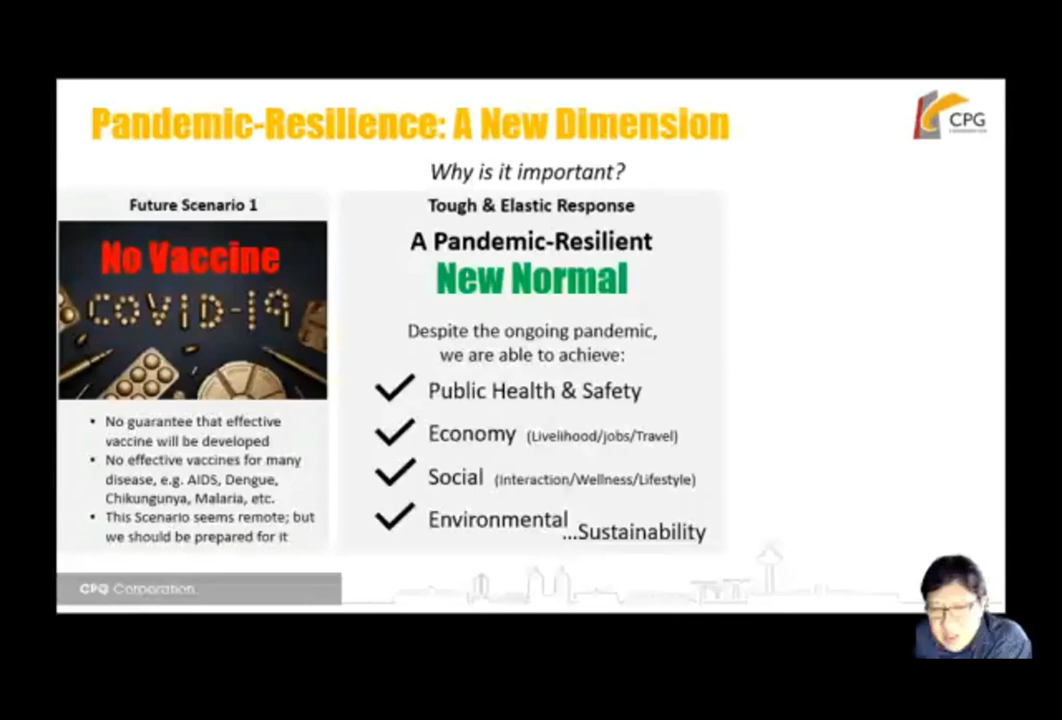 Pandemic-Resilience: A New Dimension
CPG
Why is it important?
Future Scenario 1
No Vaccine
COVID-19
• No guarantee that effective
vaccine will be developed
• No effective vaccines for many
disease, e.g. AIDS, Dengue,
Chikungunya, Malaria, etc.
• This Scenario seems remote; but
we should be prepared for it
Tough & Elastic Response
A Pandemic-Resilient
New Normal
Despite the ongoing pandemic,
we are able to achieve:
Public Health & Safety
Economy (Livelihood/jobs/Travel)
Social (Interaction/Wellness/Lifestyle)
Environmental
...Sustainability
CPG Corporation